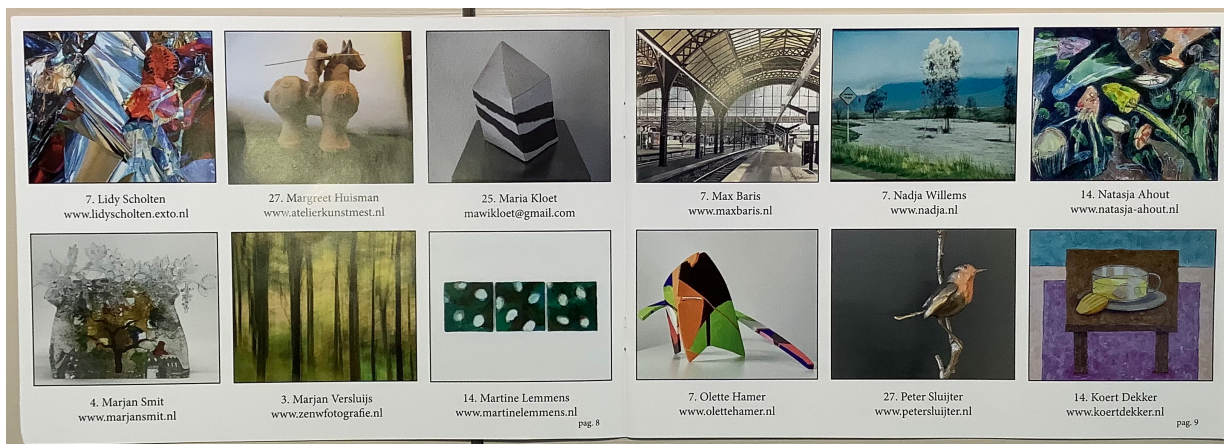 7. Lidy Scholten
www.lidyscholten.exto.nl
27. Margreet Huisman
www.atelierkunstmest.nl
25. Maria Kloet
mawikloet@gmail.com
4. Marjan Smit
www.marjansmit.nl
3. Marjan Versluijs
www.zenwfotografie.nl
14. Martine Lemmens
www.martinelemmens.nl
pag. 8
7. Max Baris
www.maxbaris.nl
7. Nadja Willems
www.nadja.nl
14. Natasja Ahout
www.natasja-ahout.nl
7. Olette Hamer
www.olettehamer.nl
27. Peter Sluijter
www.petersluijter.nl
14. Koert Dekker
www.koertdekker.nl
pag. 9